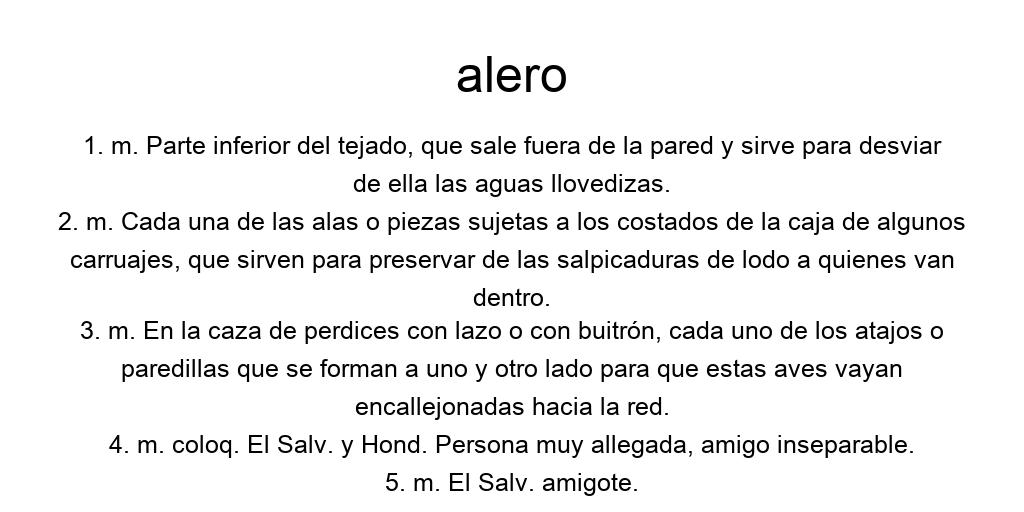 alero
1. m. Parte inferior del tejado, que sale fuera de la pared y sirve para desviar
de ella las aguas llovedizas.
2. m. Cada una de las alas o piezas sujetas a los costados de la caja de algunos
carruajes, que sirven para preservar de las salpicaduras de lodo a quienes van
dentro.
3. m. En la caza de perdices con lazo o con buitrón, cada uno de los atajos o
paredillas que se forman a uno y otro lado para que estas aves vayan
encallejonadas hacia la red.
4. m. coloq. El Salv. y Hond. Persona muy allegada, amigo inseparable.
5. m. El Salv. amigote.